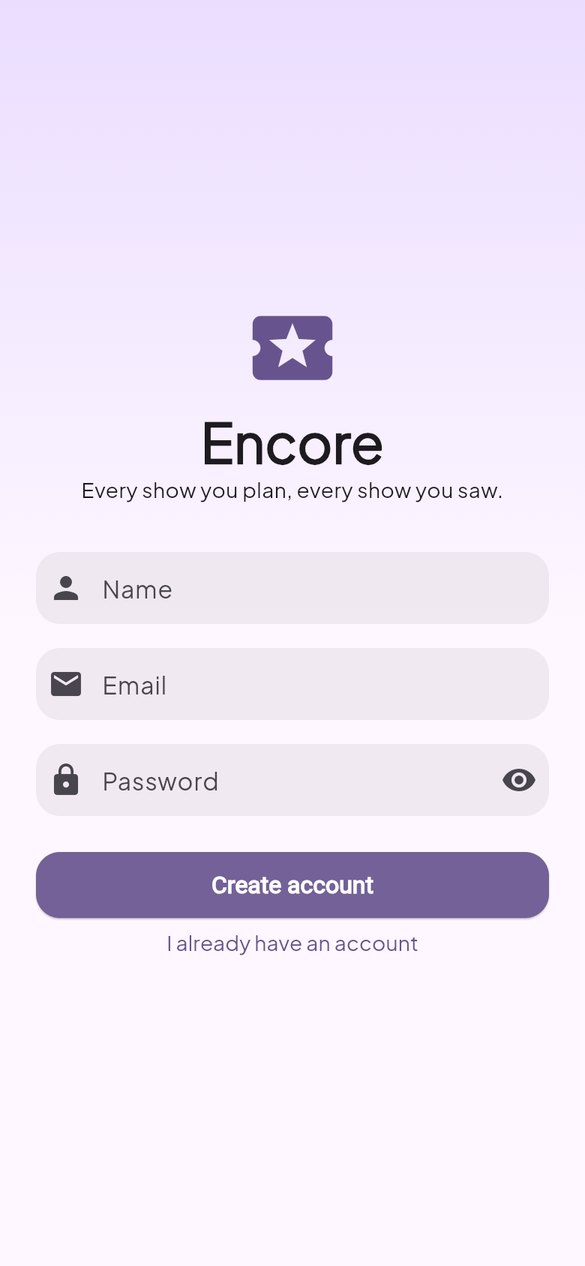 Encore
Every show you plan, every show you saw.
Name
Email
Password
Create account
I already have an account